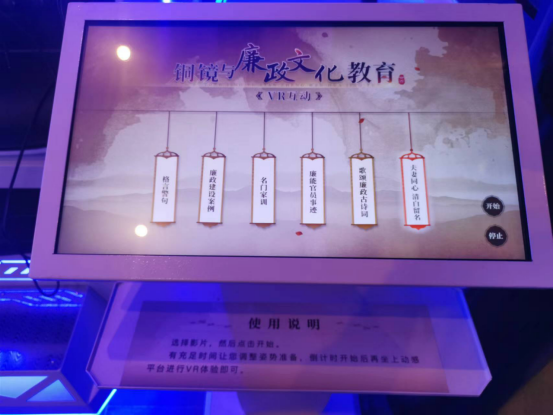 铜镜与廉政文化教育
《VR互动》
格言警句
廉政建设案例
名门家训
廉能官员事迹
歌颂廉政古诗词
夫妻同心 清白留名
开始
停止
使用说明
选择影片，然后点击开始。
有充足时间让您调整姿势准备，倒计时开始后再坐上动感
平台进行VR体验即可。